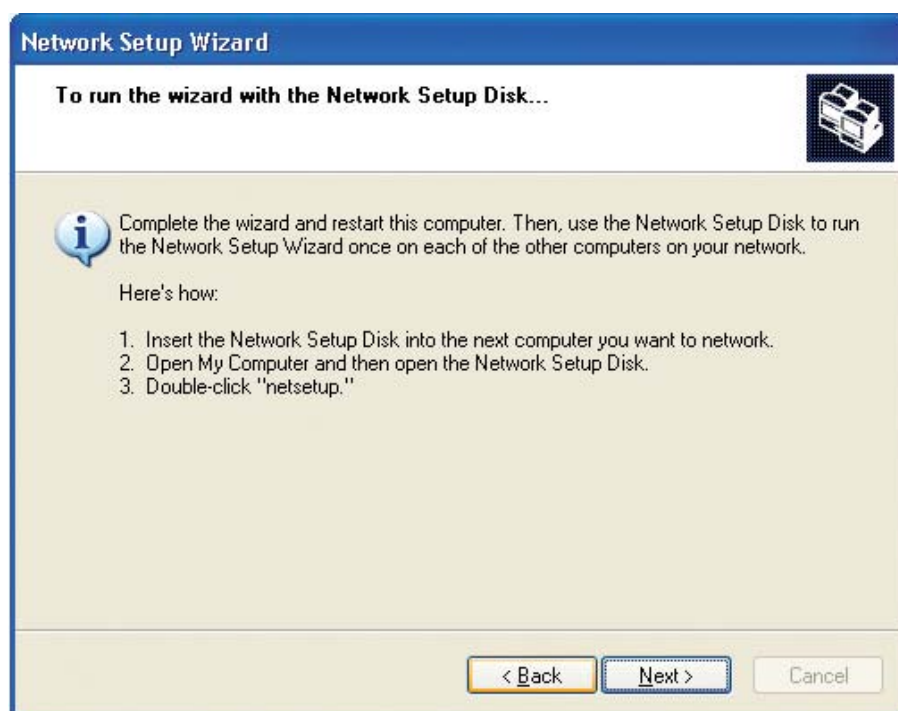 Network Setup Wizard
To run the wizard with the Network Setup Disk...
Complete the wizard and restart this computer. Then, use the Network Setup Disk to run
the Network Setup Wizard once on each of the other computers on your network.
Here's how:
1. Insert the Network Setup Disk into the next computer you want to network.
2. Open My Computer and then open the Network Setup Disk.
3. Double-click "netsetup."
< Back
Next >
Cancel